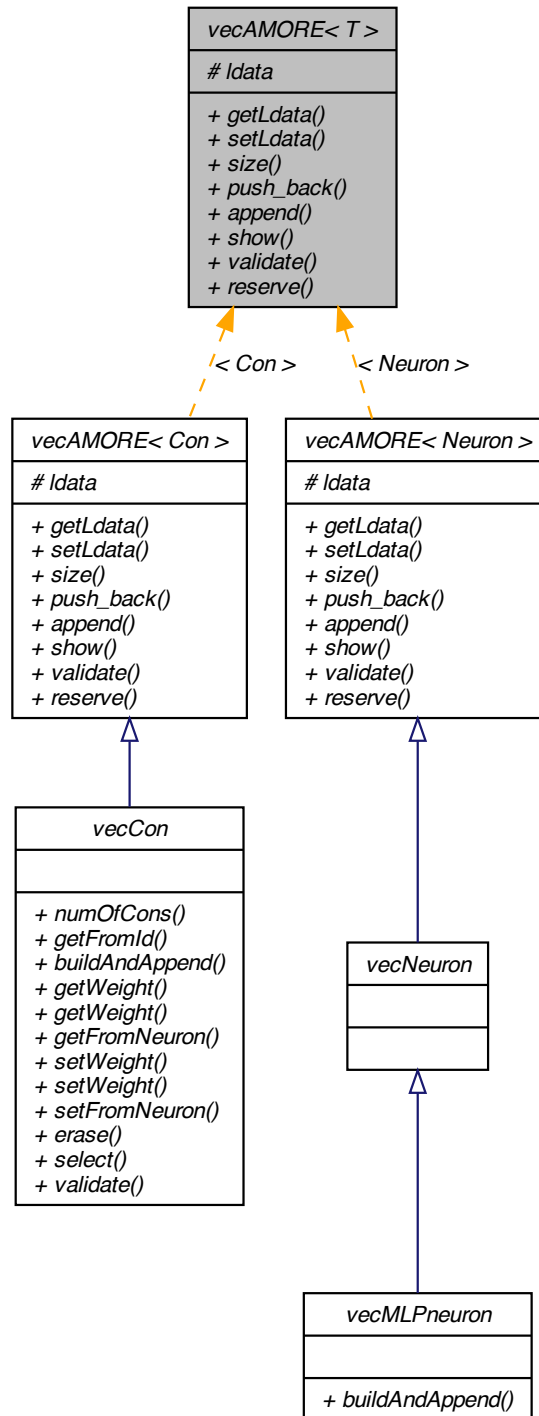 vecAMORE< T >
# ldata
+ getLdata()
+ setLdata()
+ size()
+ push_back()
+ append()
+ show()
+ validate()
+ reserve()
< Con >
< Neuron >
vecAMORE< Con >
# ldata
+ getLdata()
+ setLdata()
+ size()
+ push_back()
+ append()
+ show()
+ validate()
+ reserve()
vecAMORE< Neuron >
# ldata
+ getLdata()
+ setLdata()
+ size()
+ push_back()
+ append()
+ show()
+ validate()
+ reserve()
vecCon
+ numOfCons()
+ getFromId()
+ buildAndAppend()
+ getWeight()
+ getWeight()
+ getFromNeuron()
+ setWeight()
+ setWeight()
+ setFromNeuron()
+ erase()
+ select()
+ validate()
vecNeuron
vecMLPneuron
+ buildAndAppend()